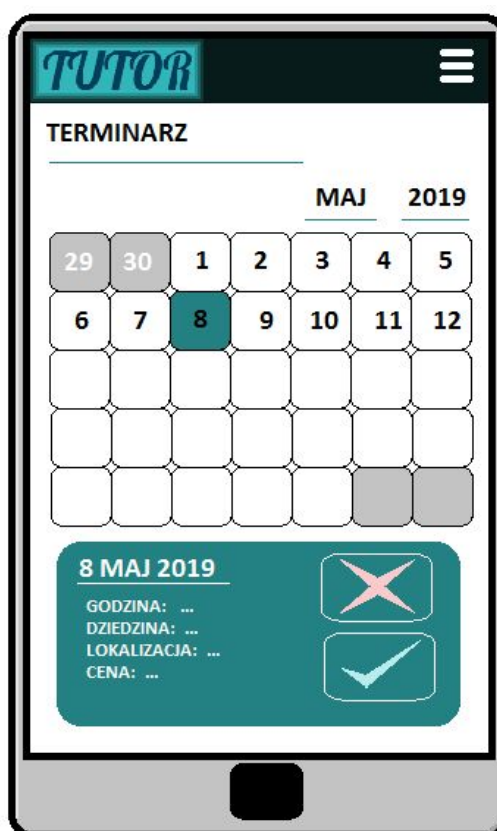 TUTOR
TERMINARZ
MAJ 2019
29 30 1 2 3 4 5
6 7 8 9 10 11 12
8 MAJ 2019
GODZINA: ...
DZIEDZINA: ...
LOKALIZACJA: ...
CENA: ...